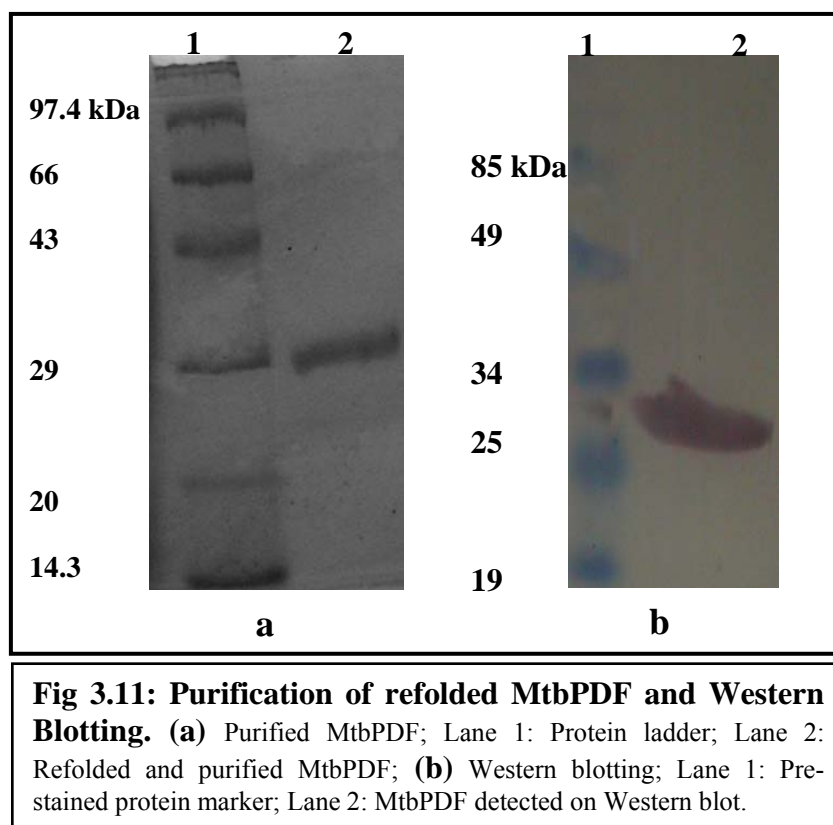 1 2
97.4 kDa
66
43
29
20
14.3
a
1 2
85 kDa
49
34
25
19
b
Fig 3.11: Purification of refolded MtbPDF and Western
Blotting. (a) Purified MtbPDF; Lane 1: Protein ladder; Lane 2:
Refolded and purified MtbPDF; (b) Western blotting; Lane 1: Pre-
stained protein marker; Lane 2: MtbPDF detected on Western blot.